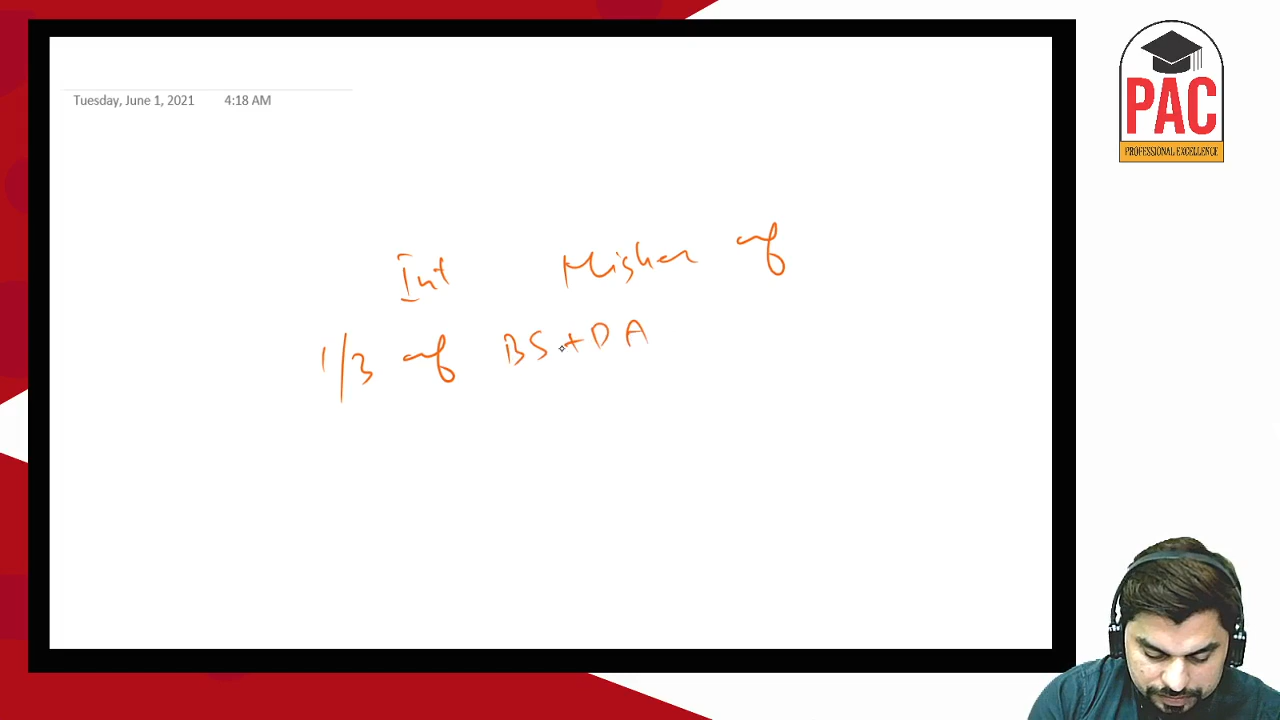 Tuesday, June 1, 2021 4:18 AM
PAC
PROFESSIONAL EXCELLENCE
Int Higher of
1/3 of BS+DA